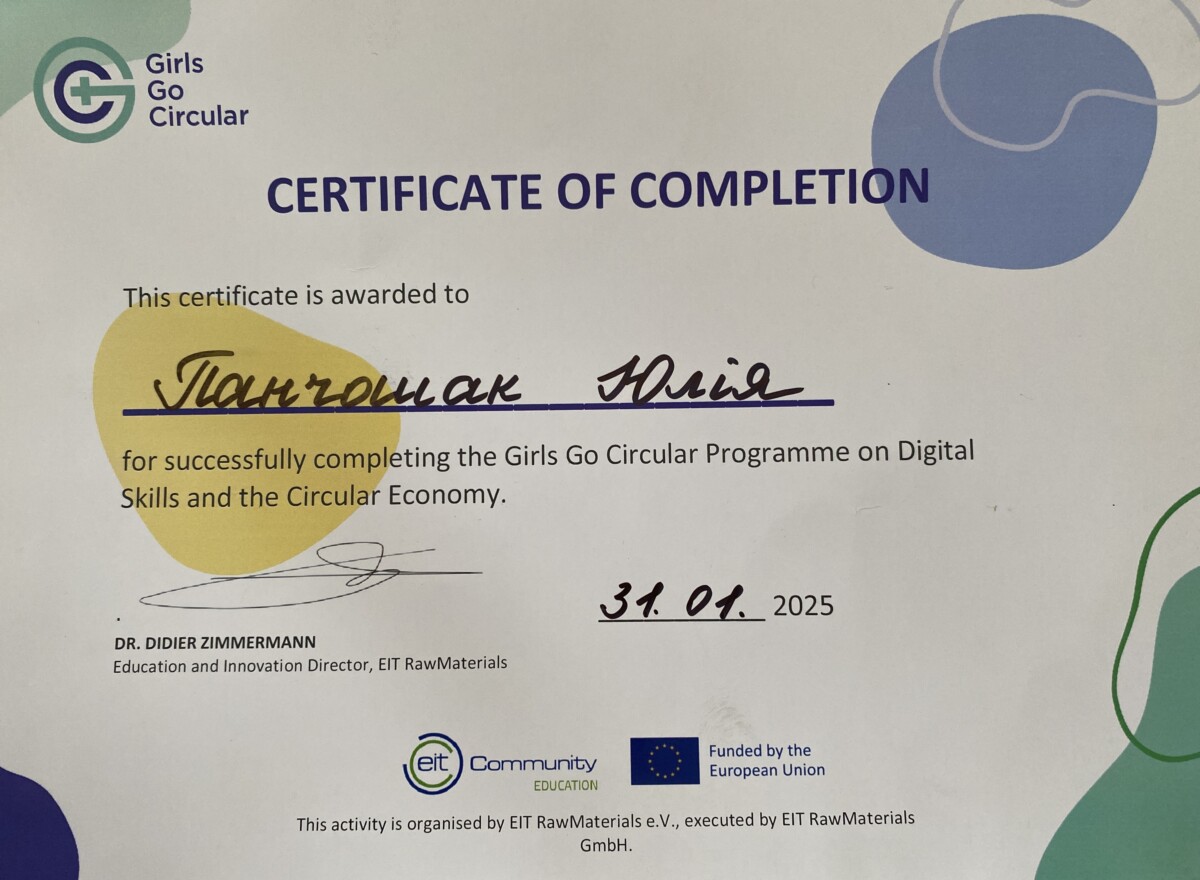 Girls
Go
Circular
CERTIFICATE OF COMPLETION
This certificate is awarded to
Панчошак Юлія
for successfully completing the Girls Go Circular Programme on Digital
Skills and the Circular Economy.
31. 01. 2025
DR. DIDIER ZIMMERMANN
Education and Innovation Director, EIT RawMaterials
eit Community
EDUCATION
Funded by the
European Union
This activity is organised by EIT RawMaterials e.V., executed by EIT RawMaterials
GmbH.